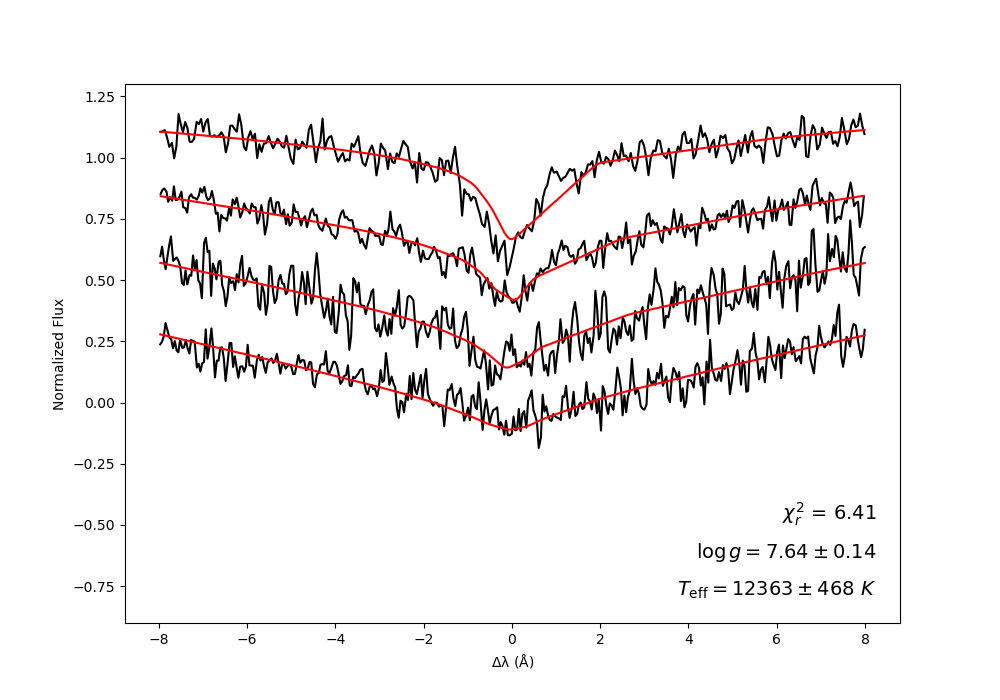 1.25
1.00
0.75
0.50
0.25
0.00
−0.25
−0.50
−0.75
Normalized Flux
χ²ᵣ = 6.41
log g = 7.64 ± 0.14
T_eff = 12363 ± 468 K
−8 −6 −4 −2 0 2 4 6 8
Δλ (Å)